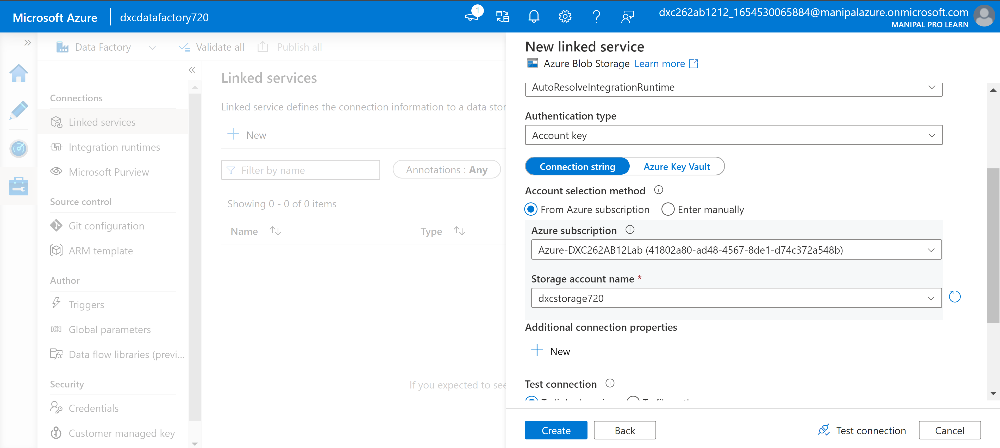 Microsoft Azure
dxcdatafactory720
1
dxc262ab1212_1654530065884@manipalazure.onmicrosoft.com
MANIPAL PRO LEARN
Data Factory
Validate all
Publish all
Connections
Linked services
Integration runtimes
Microsoft Purview
Source control
Git configuration
ARM template
Author
Triggers
Global parameters
Data flow libraries (previ...
Security
Credentials
Customer managed key
Linked services
Linked service defines the connection information to a data stor
New
Filter by name
Annotations : Any
Showing 0 - 0 of 0 items
Name
Type
If you expected to see
New linked service
Azure Blob Storage Learn more
AutoResolveIntegrationRuntime
Authentication type
Account key
Connection string
Azure Key Vault
Account selection method
From Azure subscription
Enter manually
Azure subscription
Azure-DXC262AB12Lab (41802a80-ad48-4567-8de1-d74c372a548b)
Storage account name *
dxcstorage720
Additional connection properties
New
Test connection
Create
Back
Test connection
Cancel